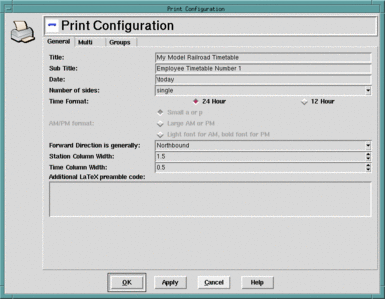 Print Configuration
Print Configuration
General Multi Groups
Title: My Model Railroad Timetable
Sub Title: Employee Timetable Number 1
Date: \today
Number of sides: single
Time Format: 24 Hour 12 Hour
AM/PM format: Small a or p
Large AM or PM
Light font for AM, bold font for PM
Forward Direction is generally: Northbound
Station Column Width: 1.5
Time Column Width: 0.5
Additional LaTeX preamble code:
OK Apply Cancel Help